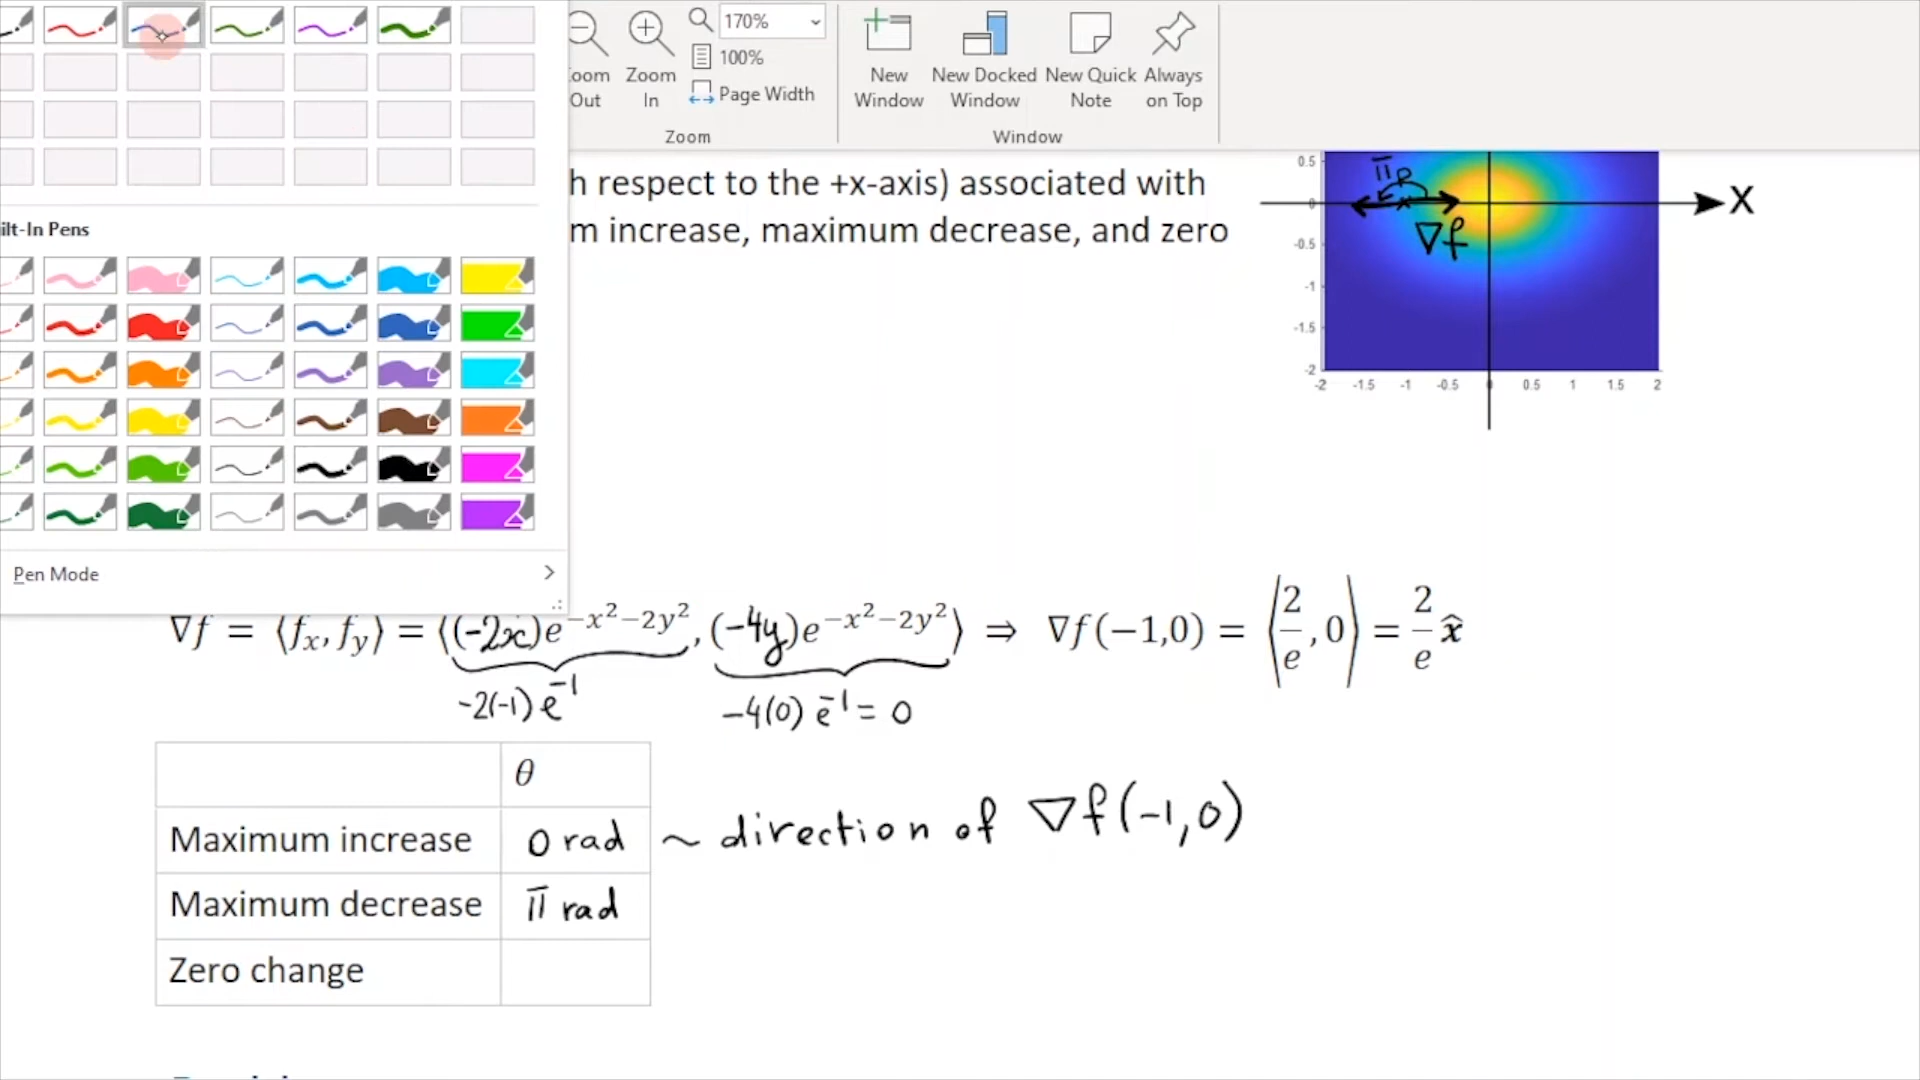 170%
100%
Page Width
Zoom
oom Out
Zoom In
New Window
New Docked Window
New Quick Note
Always on Top
Window
ilt-In Pens
Pen Mode
h respect to the +x-axis) associated with
m increase, maximum decrease, and zero
0.5
0
-0.5
-1
-1.5
-2
-2 -1.5 -1 -0.5 0 0.5 1 1.5 2
π P
∇f
X
∇f = ⟨fx, fy⟩ = ⟨(-2x)e^−x²−2y², (-4y)e^−x²−2y²⟩ ⇒ ∇f(−1,0) = ⟨2/e, 0⟩ = 2/e x̂
-2(-1) e⁻¹
-4(0) e⁻¹ = 0
θ
Maximum increase 0 rad ~ direction of ∇f(-1,0)
Maximum decrease π rad
Zero change